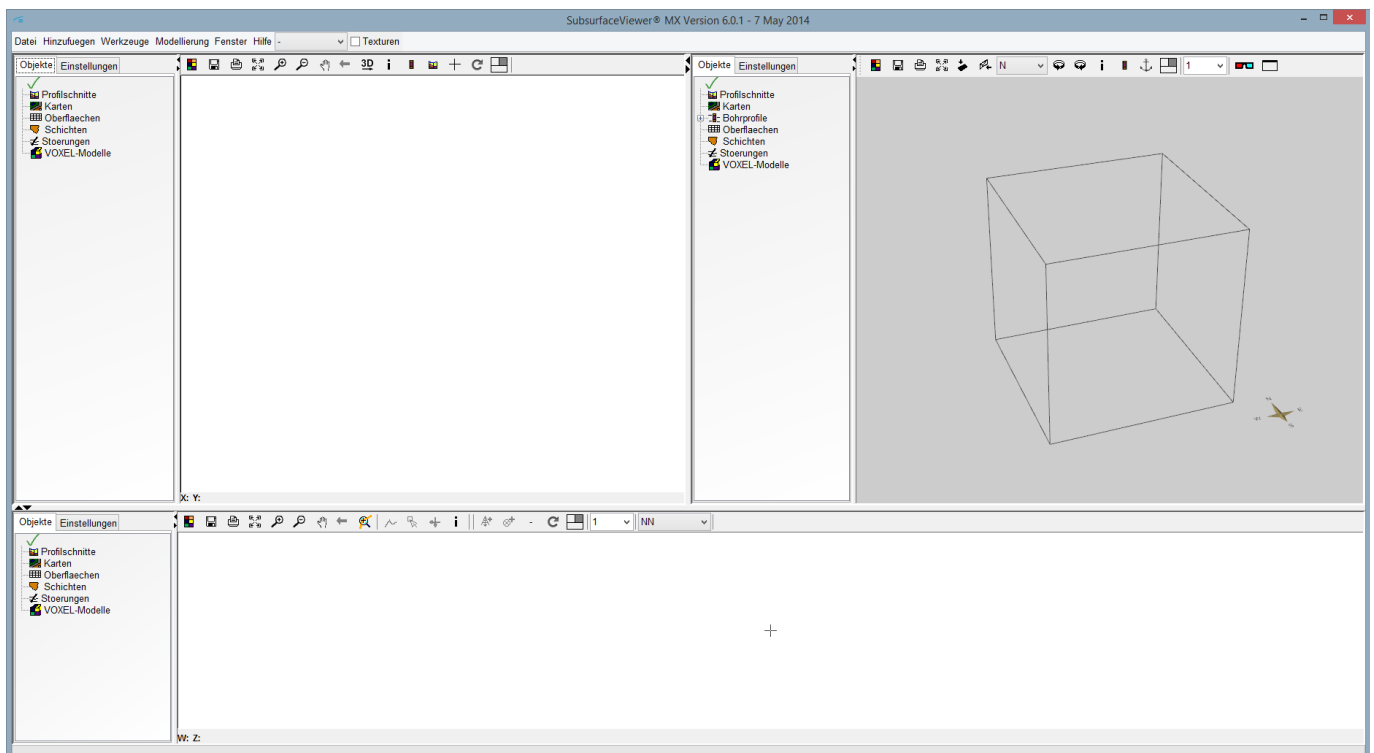 SubsurfaceViewer® MX Version 6.0.1 - 7 May 2014
Datei Hinzufuegen Werkzeuge Modellierung Fenster Hilfe - Texturen
Objekte Einstellungen
Profilschnitte
Karten
Oberflaechen
Schichten
Stoerungen
VOXEL-Modelle
3D i
X: Y:
Objekte Einstellungen
Profilschnitte
Karten
Bohrprofile
Oberflaechen
Schichten
Stoerungen
VOXEL-Modelle
N i 1
N
E
W
S
Objekte Einstellungen
Profilschnitte
Karten
Oberflaechen
Schichten
Stoerungen
VOXEL-Modelle
i - 1 NN
W: Z: